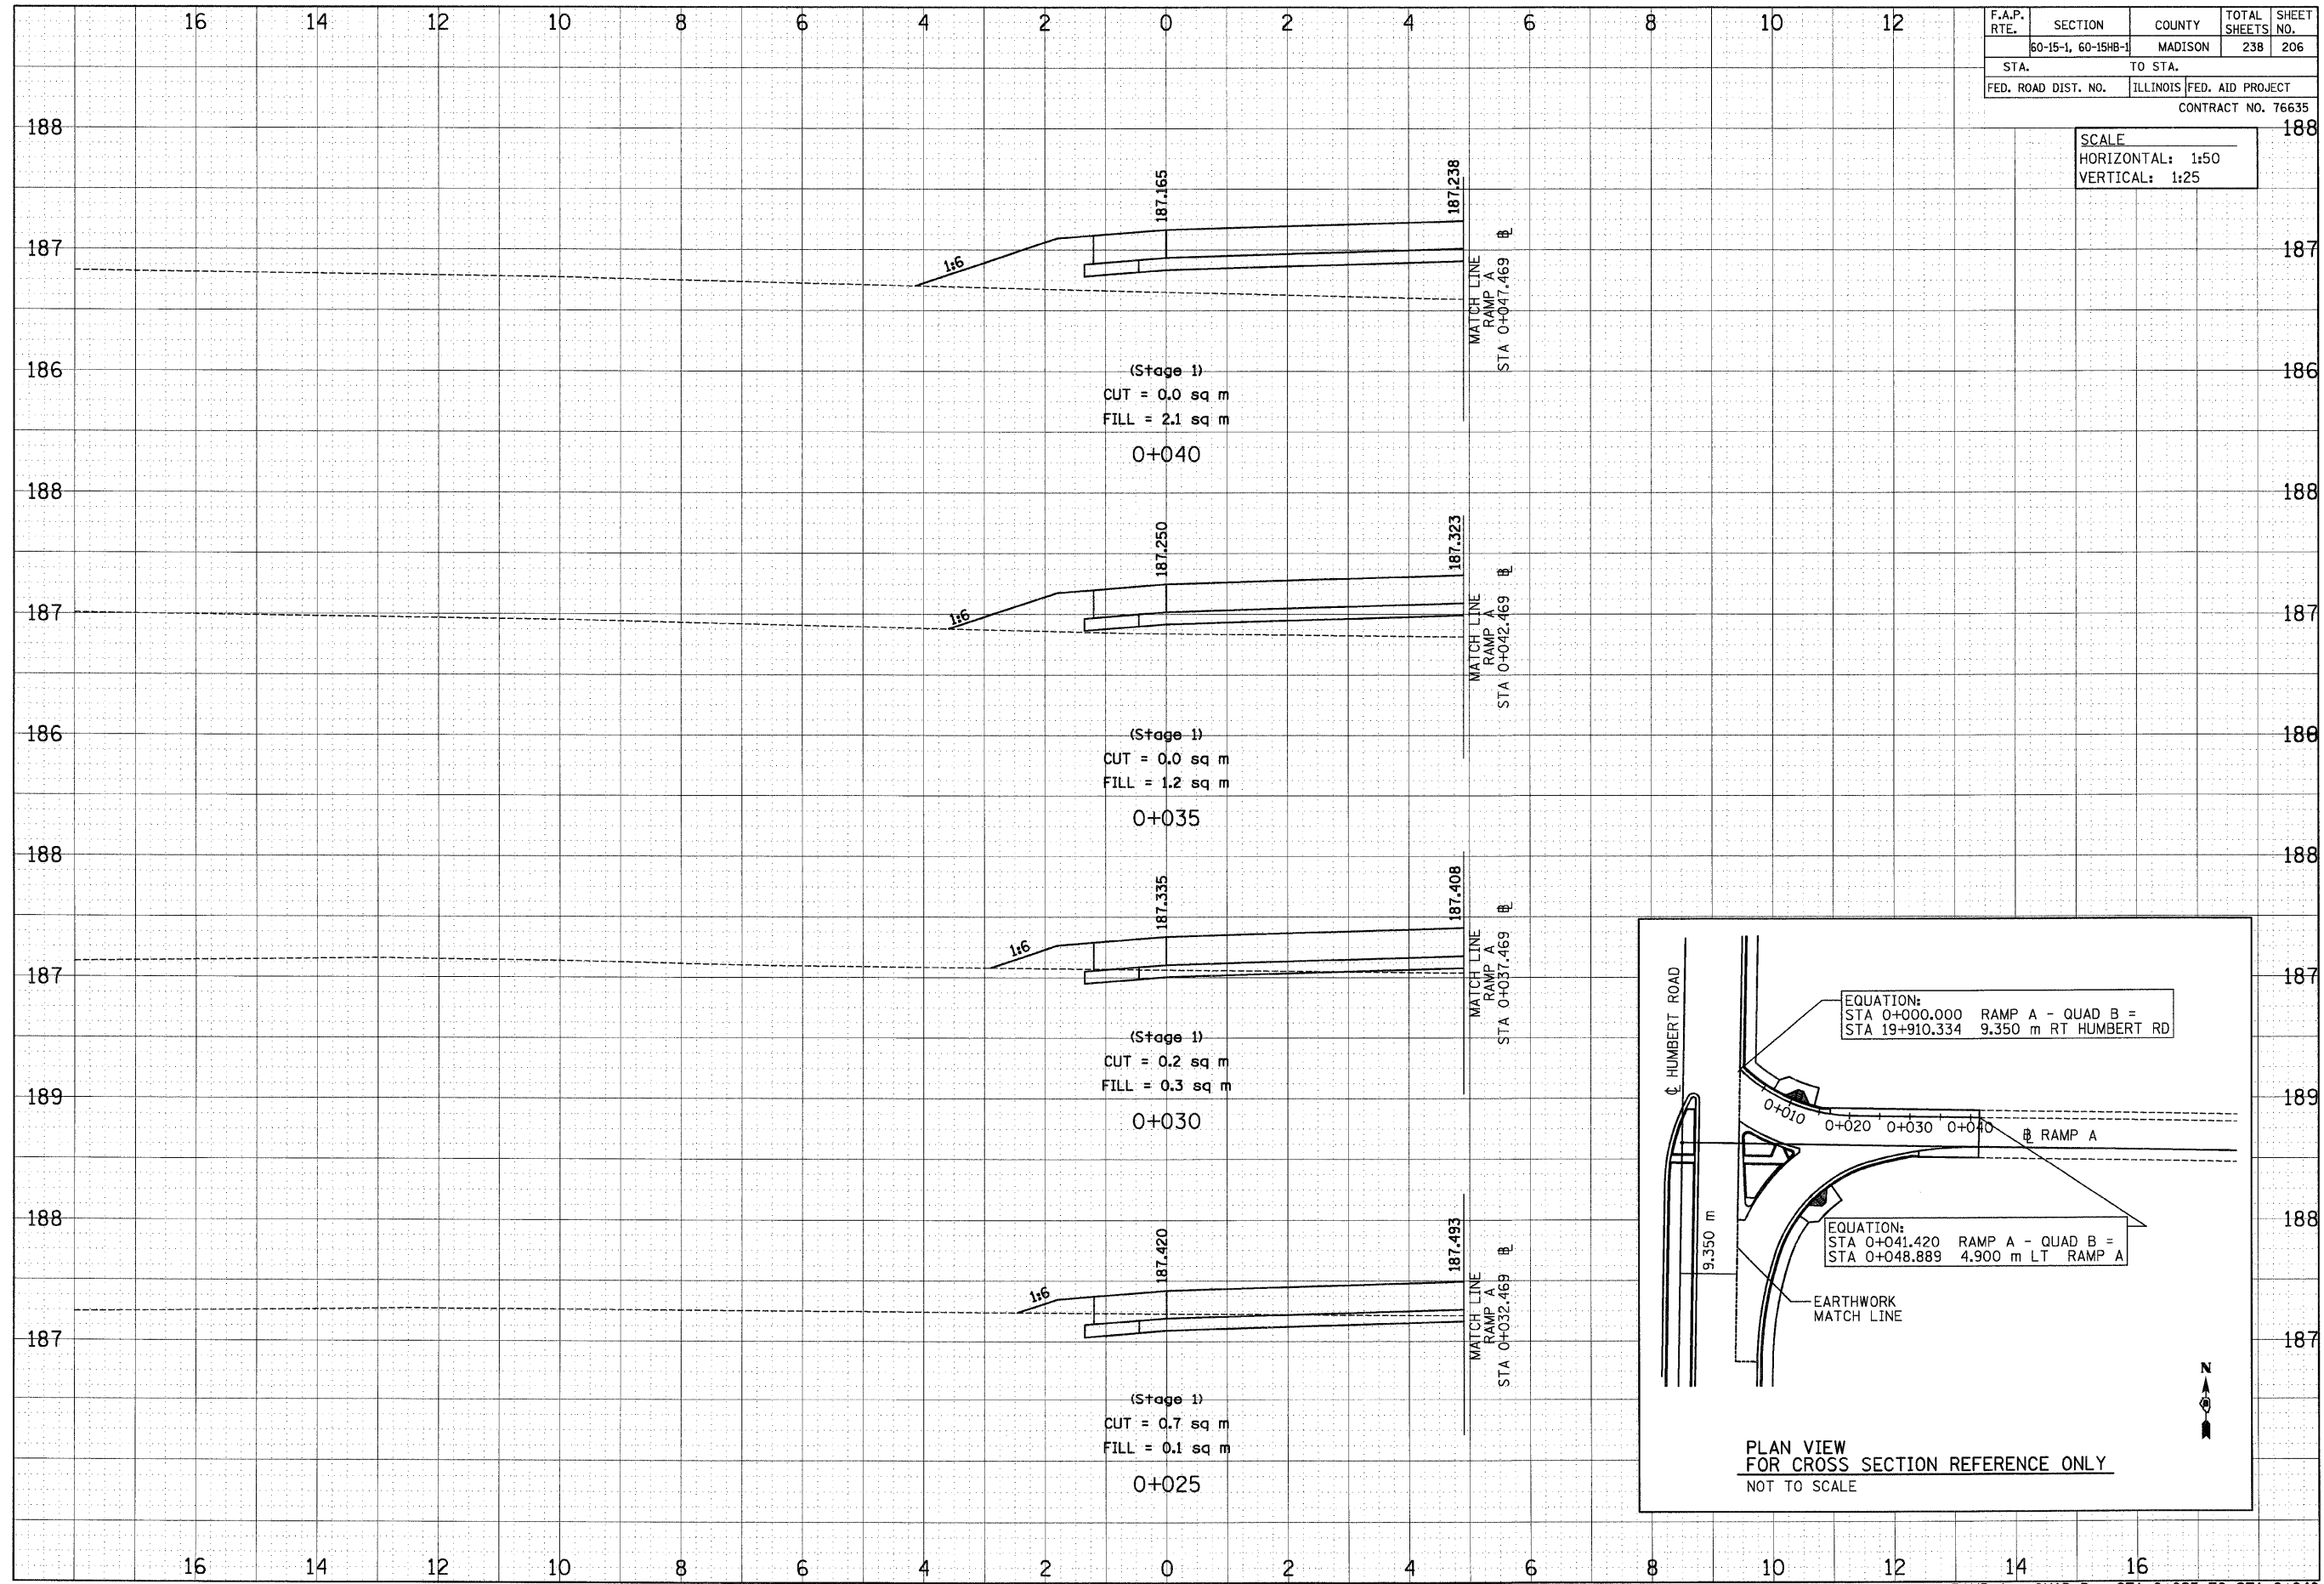 16 14 12 10 8 6 4 2 0 2 4 6 8 10 12
F.A.P. RTE. SECTION COUNTY TOTAL SHEETS SHEET NO.
60-15-1, 60-15HB-1 MADISON 238 206
STA. TO STA.
FED. ROAD DIST. NO. ILLINOIS FED. AID PROJECT
CONTRACT NO. 76635
188 188
SCALE
HORIZONTAL: 1:50
VERTICAL: 1:25
187.165
187.238
187 187
1:6
MATCH LINE
RAMP A
STA 0+047.469 ℄
186 186
(Stage 1)
CUT = 0.0 sq m
FILL = 2.1 sq m
0+040
188 188
187.250
187.323
187 187
1:6
MATCH LINE
RAMP A
STA 0+042.469 ℄
186
(Stage 1)
CUT = 0.0 sq m
FILL = 1.2 sq m
0+035
188 188
187.335
187.408
187 187
1:6
MATCH LINE
RAMP A
STA 0+037.469 ℄
(Stage 1)
CUT = 0.2 sq m
FILL = 0.3 sq m
189 189
0+030
188 188
187.420
187.493
187 187
1:6
MATCH LINE
RAMP A
STA 0+032.469 ℄
(Stage 1)
CUT = 0.7 sq m
FILL = 0.1 sq m
0+025
℄ HUMBERT ROAD
EQUATION:
STA 0+000.000 RAMP A - QUAD B =
STA 19+910.334 9.350 m RT HUMBERT RD
0+010 0+020 0+030 0+040
℄ RAMP A
9.350 m
EQUATION:
STA 0+041.420 RAMP A - QUAD B =
STA 0+048.889 4.900 m LT RAMP A
EARTHWORK
MATCH LINE
N
PLAN VIEW
FOR CROSS SECTION REFERENCE ONLY
NOT TO SCALE
16 14 12 10 8 6 4 2 0 2 4 6 8 10 12 14 16